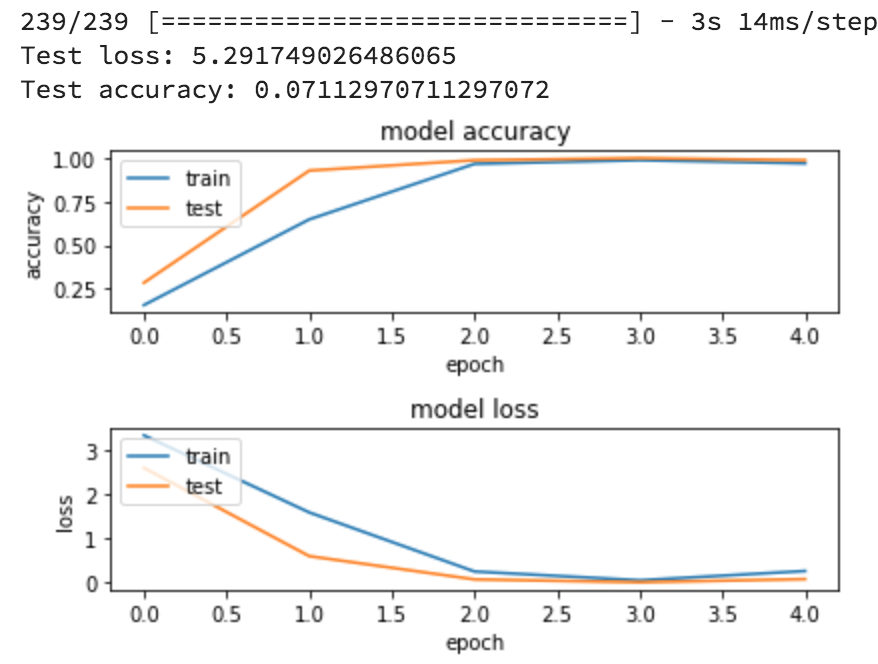 239/239 [==============================] - 3s 14ms/step
Test loss: 5.291749026486065
Test accuracy: 0.07112970711297072
model accuracy
1.00
0.75
0.50
0.25
accuracy
train
test
0.0 0.5 1.0 1.5 2.0 2.5 3.0 3.5 4.0
epoch
model loss
3
2
1
0
loss
train
test
0.0 0.5 1.0 1.5 2.0 2.5 3.0 3.5 4.0
epoch